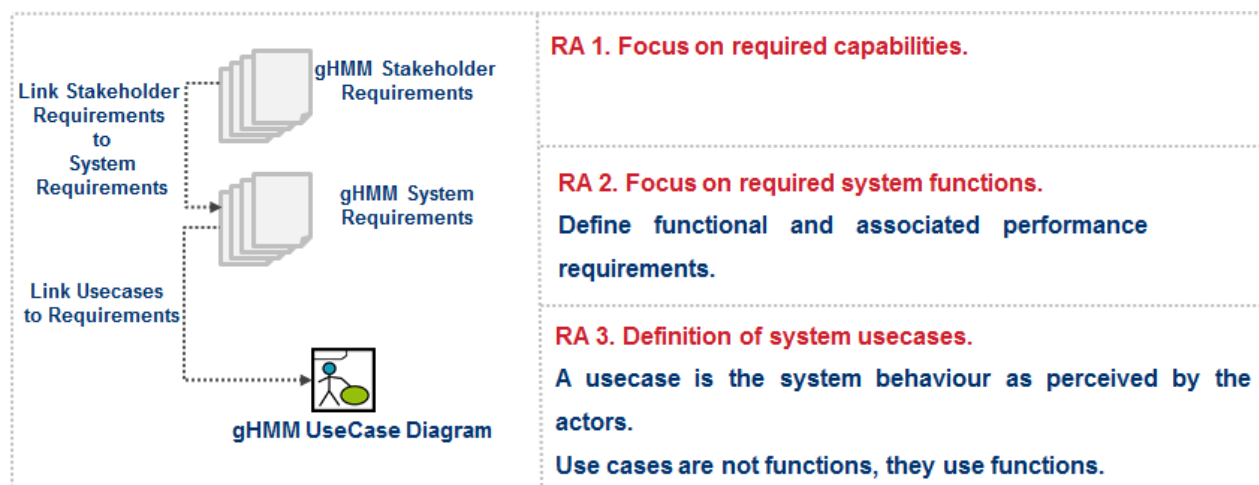 gHMM Stakeholder
Requirements
Link Stakeholder
Requirements
to
System
Requirements
gHMM System
Requirements
Link Usecases
to Requirements
gHMM UseCase Diagram
RA 1. Focus on required capabilities.
RA 2. Focus on required system functions.
Define functional and associated performance
requirements.
RA 3. Definition of system usecases.
A usecase is the system behaviour as perceived by the
actors.
Use cases are not functions, they use functions.